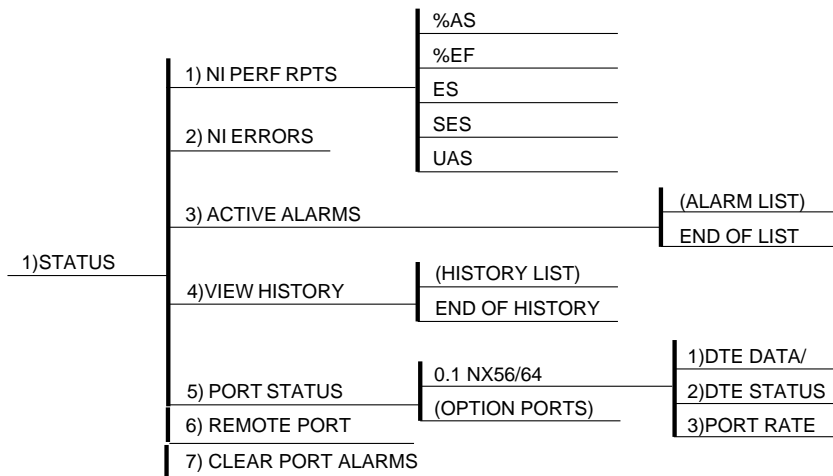 1)STATUS
1) NI PERF RPTS
%AS
%EF
ES
SES
UAS
2) NI ERRORS
3) ACTIVE ALARMS
(ALARM LIST)
END OF LIST
4)VIEW HISTORY
(HISTORY LIST)
END OF HISTORY
5) PORT STATUS
0.1 NX56/64
1)DTE DATA/
2)DTE STATUS
3)PORT RATE
(OPTION PORTS)
6) REMOTE PORT
7) CLEAR PORT ALARMS